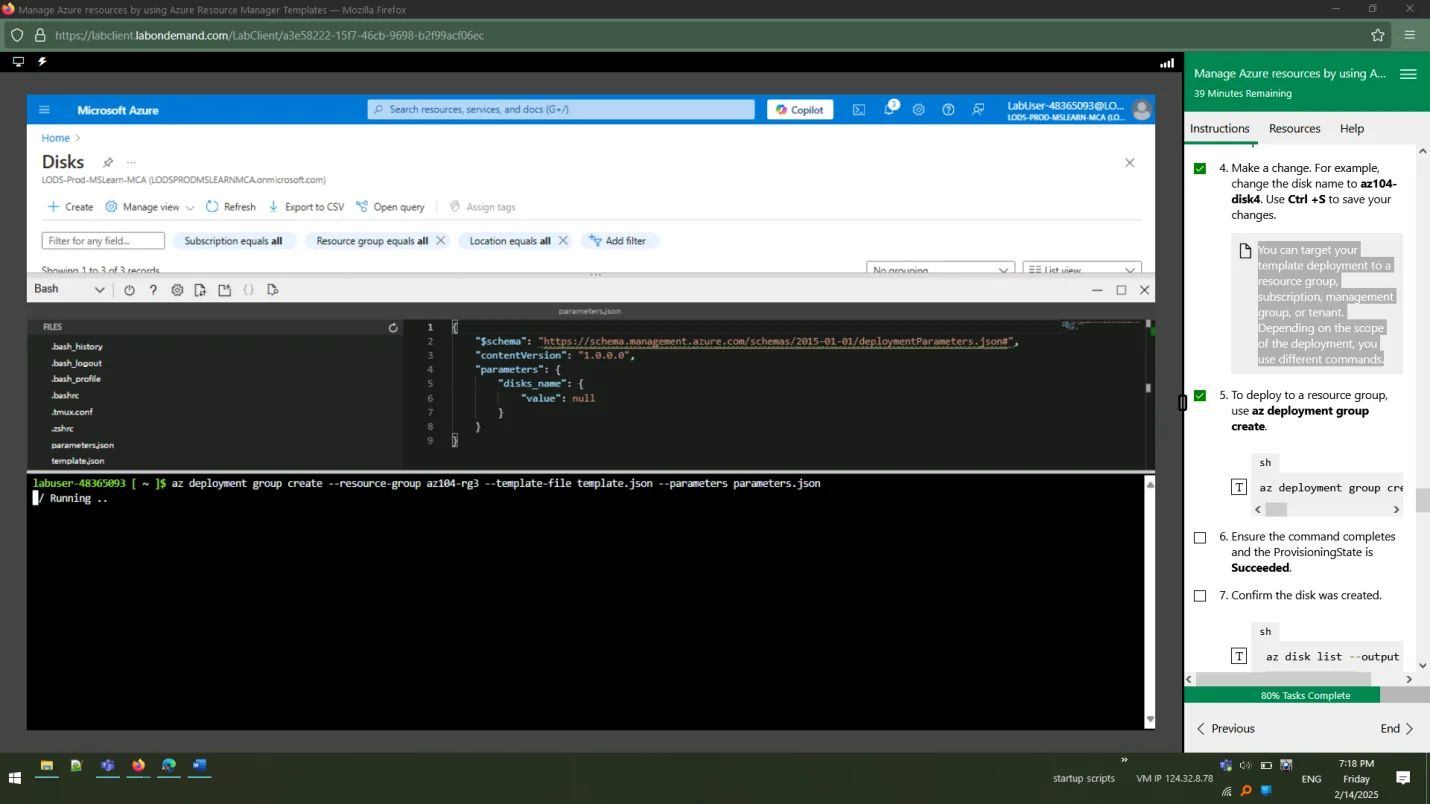 Manage Azure resources by using Azure Resource Manager Templates — Mozilla Firefox
https://labclient.labondemand.com/LabClient/a3e58222-15f7-46cb-9698-b2f99acf06ec
Microsoft Azure
Search resources, services, and docs (G+/)
Copilot
1
LabUser-48365093@LO...
LODS-PROD-MSLEARN-MCA (LO...
Home >
Disks
...
LODS-Prod-MSLearn-MCA (LODSPRODMSLEARNMCA.onmicrosoft.com)
+ Create
Manage view
Refresh
Export to CSV
Open query
Assign tags
Filter for any field...
Subscription equals all
Resource group equals all
Location equals all
Add filter
Showing 1 to 3 of 3 records
No grouping
List view
Bash
?
{}
parameters.json
FILES
.bash_history
.bash_logout
.bash_profile
.bashrc
.tmux.conf
.zshrc
parameters.json
template.json
1 {
2 "$schema": "https://schema.management.azure.com/schemas/2015-01-01/deploymentParameters.json#",
3 "contentVersion": "1.0.0.0",
4 "parameters": {
5 "disks_name": {
6 "value": null
7 }
8 }
9 }
labuser-48365093 [ ~ ]$ az deployment group create --resource-group az104-rg3 --template-file template.json --parameters parameters.json
/ Running ..
Manage Azure resources by using A...
39 Minutes Remaining
Instructions
Resources
Help
4. Make a change. For example,
change the disk name to az104-
disk4. Use Ctrl +S to save your
changes.
You can target your
template deployment to a
resource group,
subscription, management
group, or tenant.
Depending on the scope
of the deployment, you
use different commands.
5. To deploy to a resource group,
use az deployment group
create.
sh
T
az deployment group cre
6. Ensure the command completes
and the ProvisioningState is
Succeeded.
7. Confirm the disk was created.
sh
T
az disk list --output
80% Tasks Complete
< Previous
End >
startup scripts
»
VM IP 124.32.8.78
ENG
7:18 PM
Friday
2/14/2025